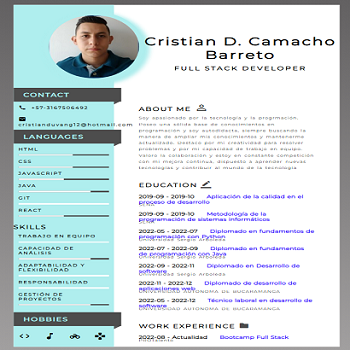 Cristian D. Camacho
Barreto
FULL STACK DEVELOPER
CONTACT
+57-3167506492
cristianduvang12@hotmail.com
LANGUAGES
HTML
CSS
JAVASCRIPT
JAVA
GIT
REACT
SKILLS
TRABAJO EN EQUIPO
CAPACIDAD DE
ANÁLISIS
ADAPTABILIDAD Y
FLEXIBILIDAD
RESPONSABILIDAD
GESTIÓN DE
PROYECTOS
HOBBIES
ABOUT ME
Soy apasionado por la tecnología y la programación,
tengo una sólida base de conocimientos en
programación y soy autodidacta, siempre buscando la
manera de ampliar mis conocimientos y mantenerme
actualizado, destaco por mi creatividad para resolver
problemas y por mi capacidad de trabajo en equipo.
Valoro la colaboración y estoy en constante competición
con mi mejora continua, dispuesto a aprender nuevas
tecnologías y contribuir al mundo de la tecnología.
EDUCATION
2019-09 - 2019-10 Aplicación de la calidad en el
proceso de desarrollo
2019-09 - 2019-10 Metodología de la
programación de sistemas informáticos
2022-05 - 2022-07 Diplomado en fundamentos
de programación con Python
Universidad Sergio Arboleda
2022-07 - 2022-09 Diplomado en fundamentos
de programación con Java
Universidad Sergio Arboleda
2022-09 - 2022-11 Diplomado en Desarrollo de
software
Universidad Sergio Arboleda
2022-11 - 2022-12 Diplomado de desarrollo de
aplicaciones web
UNIVERSIDAD AUTONOMA DE BUCARAMANGA
2022-05 - 2022-12 Técnico laboral en desarrollo de
software
UNIVERSIDAD AUTONOMA DE BUCARAMANGA
WORK EXPERIENCE
2022-08 - Actualidad Bootcamp Full Stack